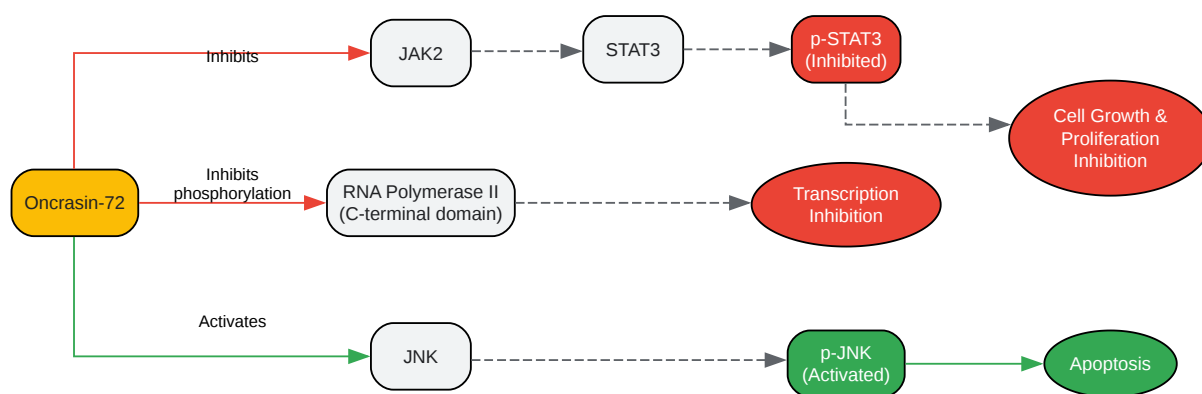 Inhibits
JAK2
STAT3
p-STAT3
(Inhibited)
Cell Growth &
Proliferation
Inhibition
Oncrasin-72
Inhibits
phosphorylation
RNA Polymerase II
(C-terminal domain)
Transcription
Inhibition
Activates
JNK
p-JNK
(Activated)
Apoptosis